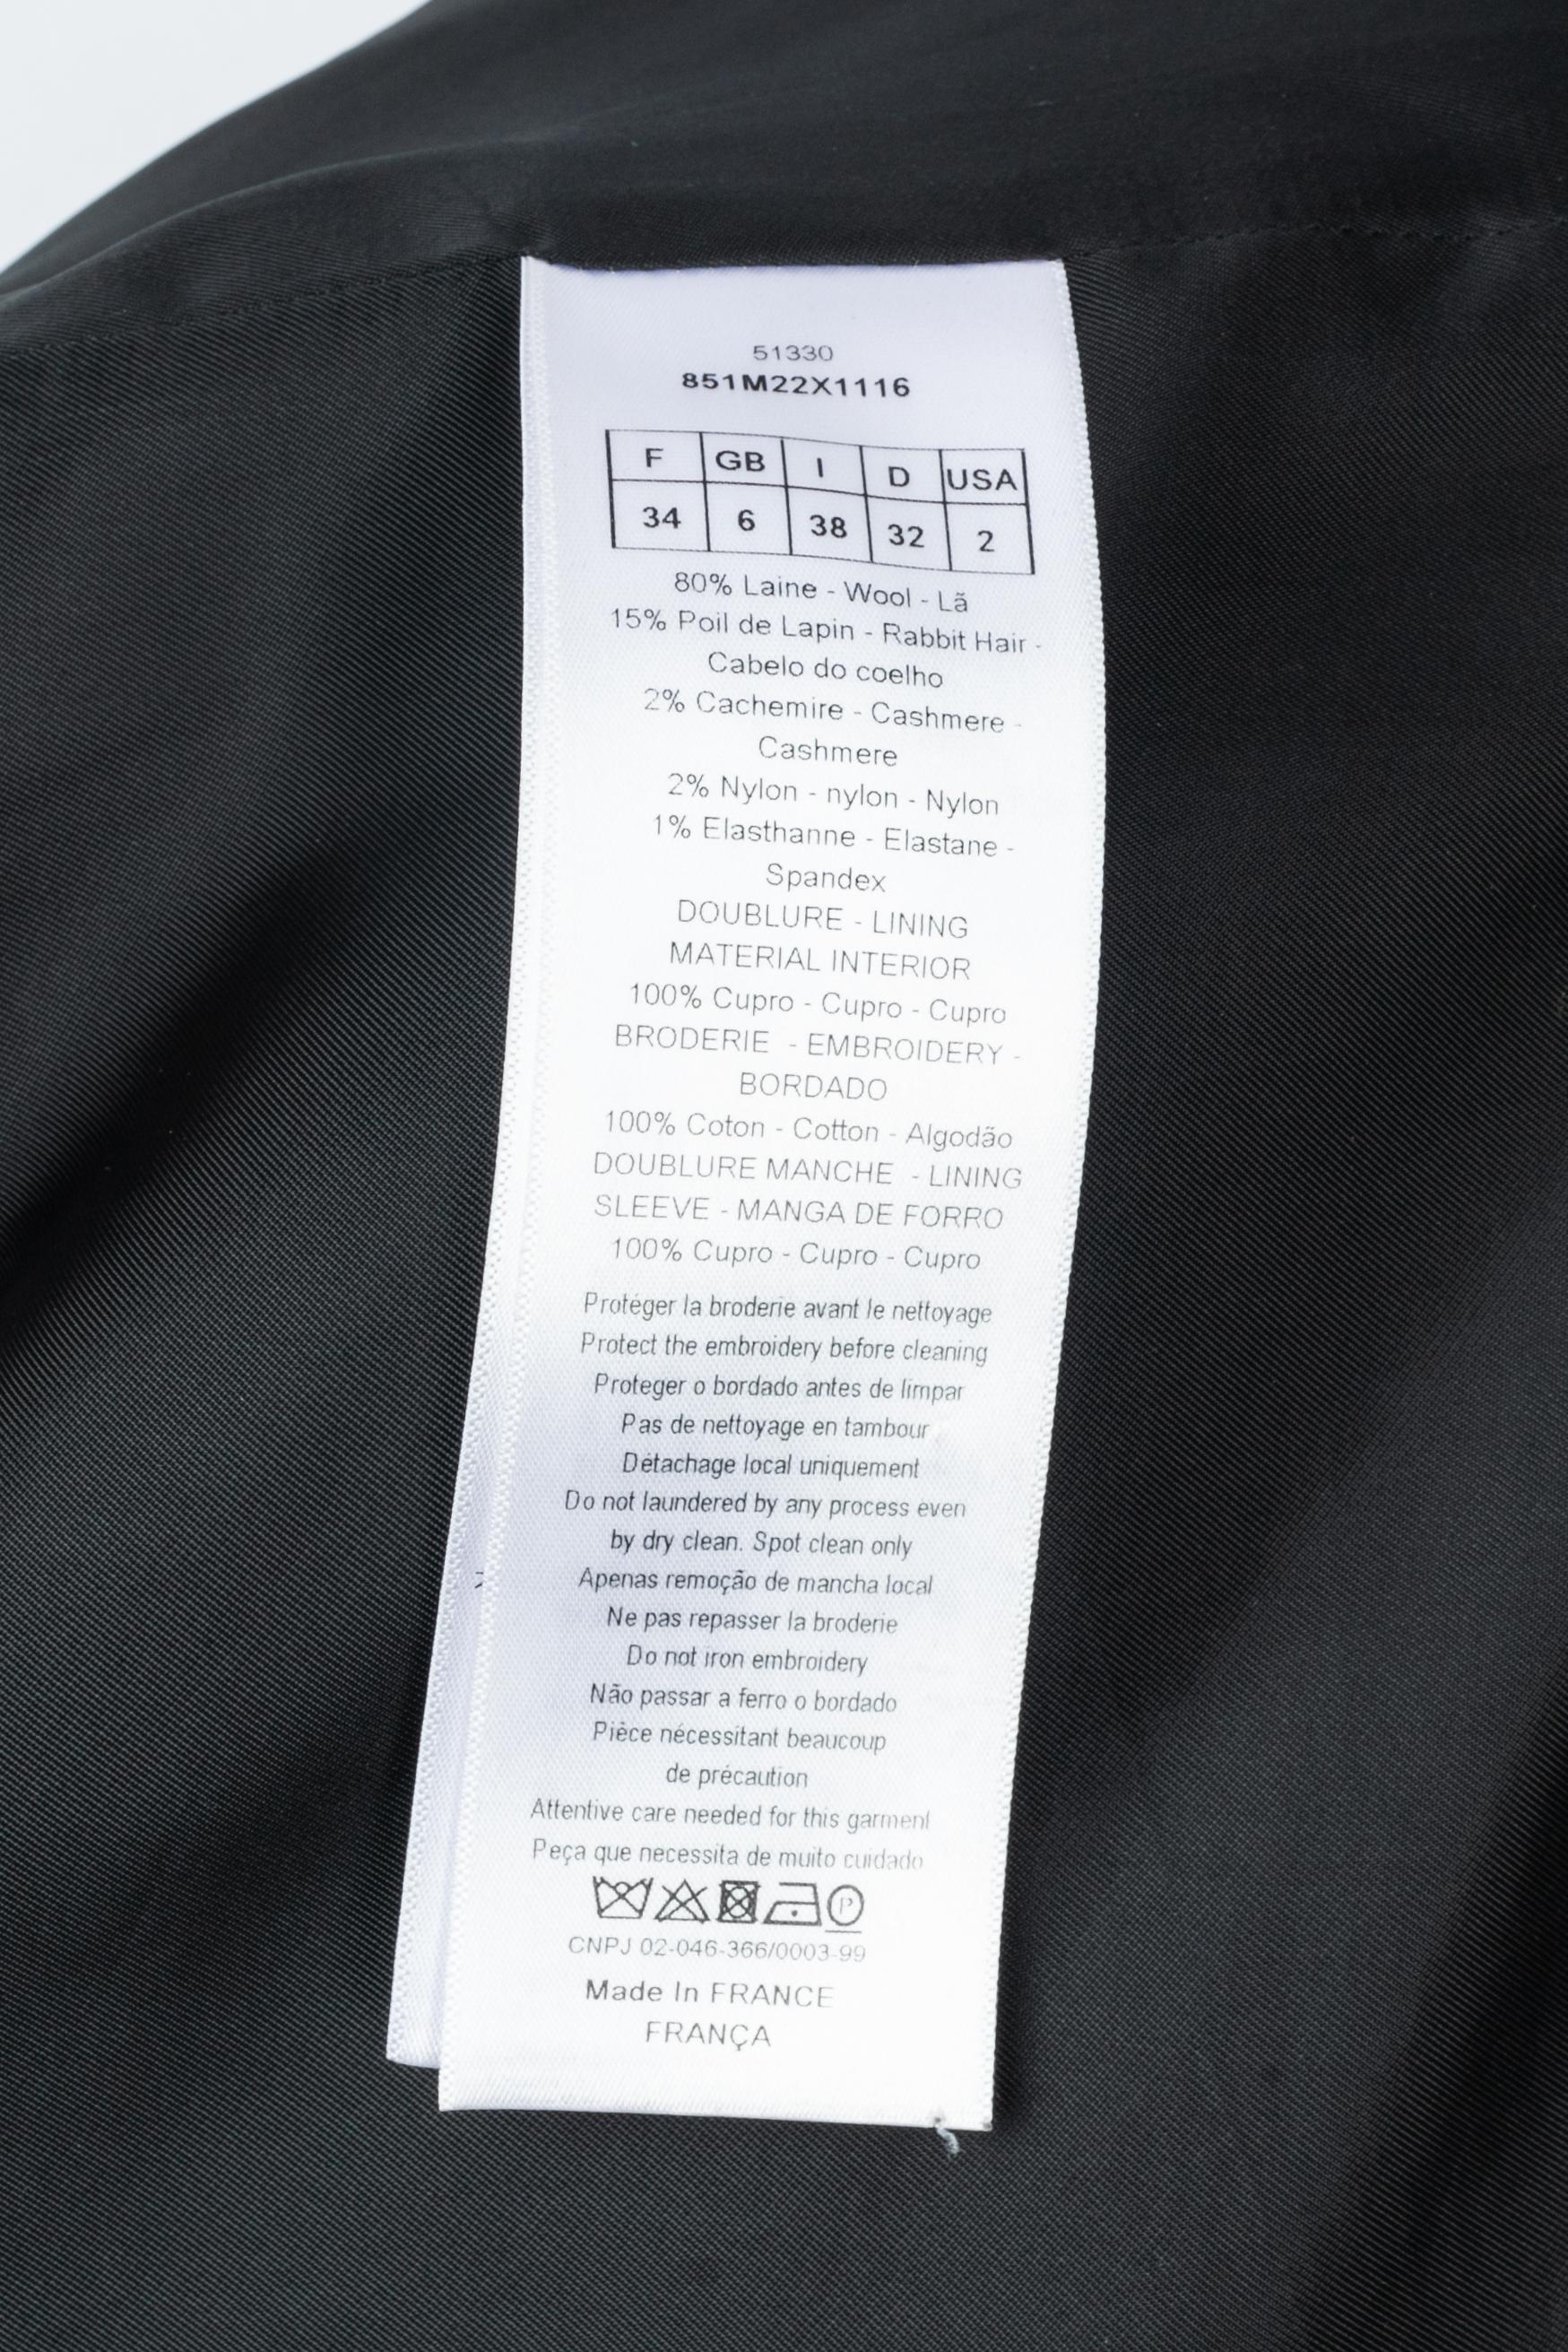 51330
851M22X1116
F GB I D USA
34 6 38 32 2
80% Laine - Wool - Lã
15% Poil de Lapin - Rabbit Hair -
Cabelo do coelho
2% Cachemire - Cashmere -
Cashmere
2% Nylon - nylon - Nylon
1% Elasthanne - Elastane -
Spandex
DOUBLURE - LINING
MATERIAL INTERIOR
100% Cupro - Cupro - Cupro
BRODERIE - EMBROIDERY -
BORDADO
100% Coton - Cotton - Algodão
DOUBLURE MANCHE - LINING
SLEEVE - MANGA DE FORRO
100% Cupro - Cupro - Cupro
Protéger la broderie avant le nettoyage
Protect the embroidery before cleaning
Proteger o bordado antes de limpar
Pas de nettoyage en tambour
Détachage local uniquement
Do not laundered by any process even
by dry clean. Spot clean only
Apenas remoção de mancha local
Ne pas repasser la broderie
Do not iron embroidery
Não passar a ferro o bordado
Pièce nécessitant beaucoup
de précaution
Attentive care needed for this garment
Peça que necessita de muito cuidado
P
CNPJ 02-046-366/0003-99
Made In FRANCE
FRANÇA